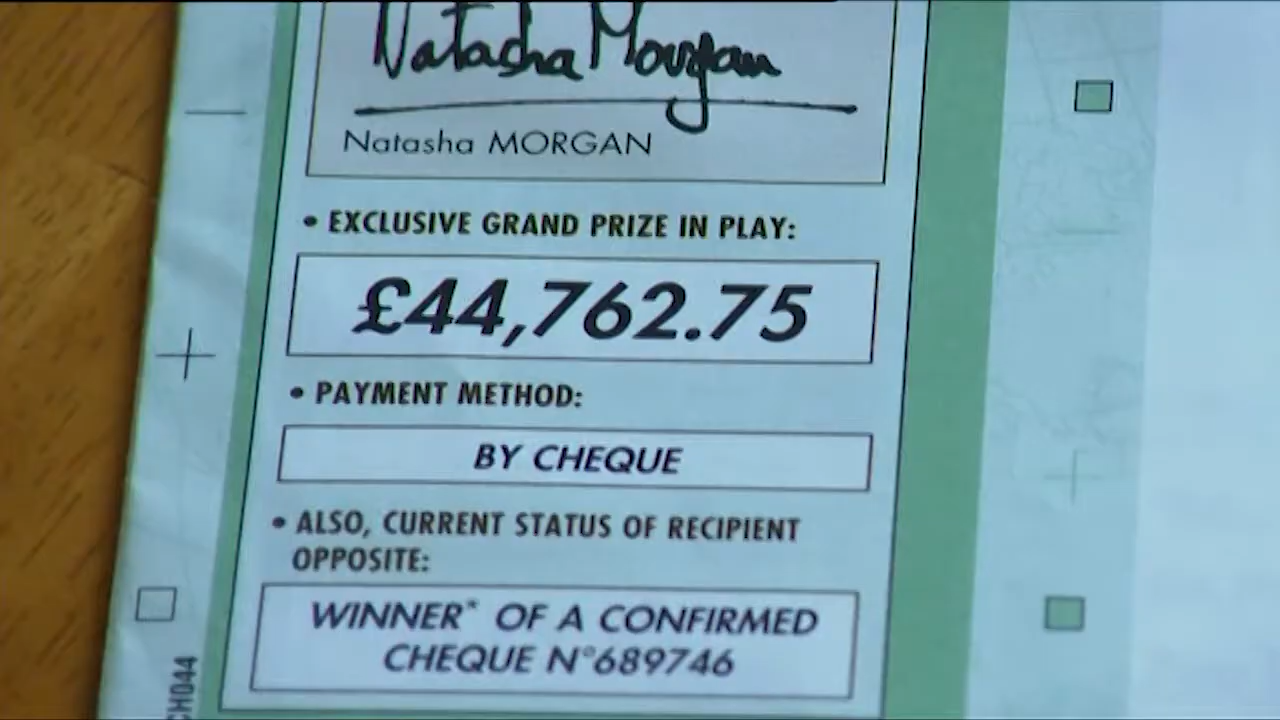 Natasha Morgan
Natasha MORGAN
• EXCLUSIVE GRAND PRIZE IN PLAY:
£44,762.75
• PAYMENT METHOD:
BY CHEQUE
• ALSO, CURRENT STATUS OF RECIPIENT
OPPOSITE:
WINNER* OF A CONFIRMED
CHEQUE N°689746
CH044